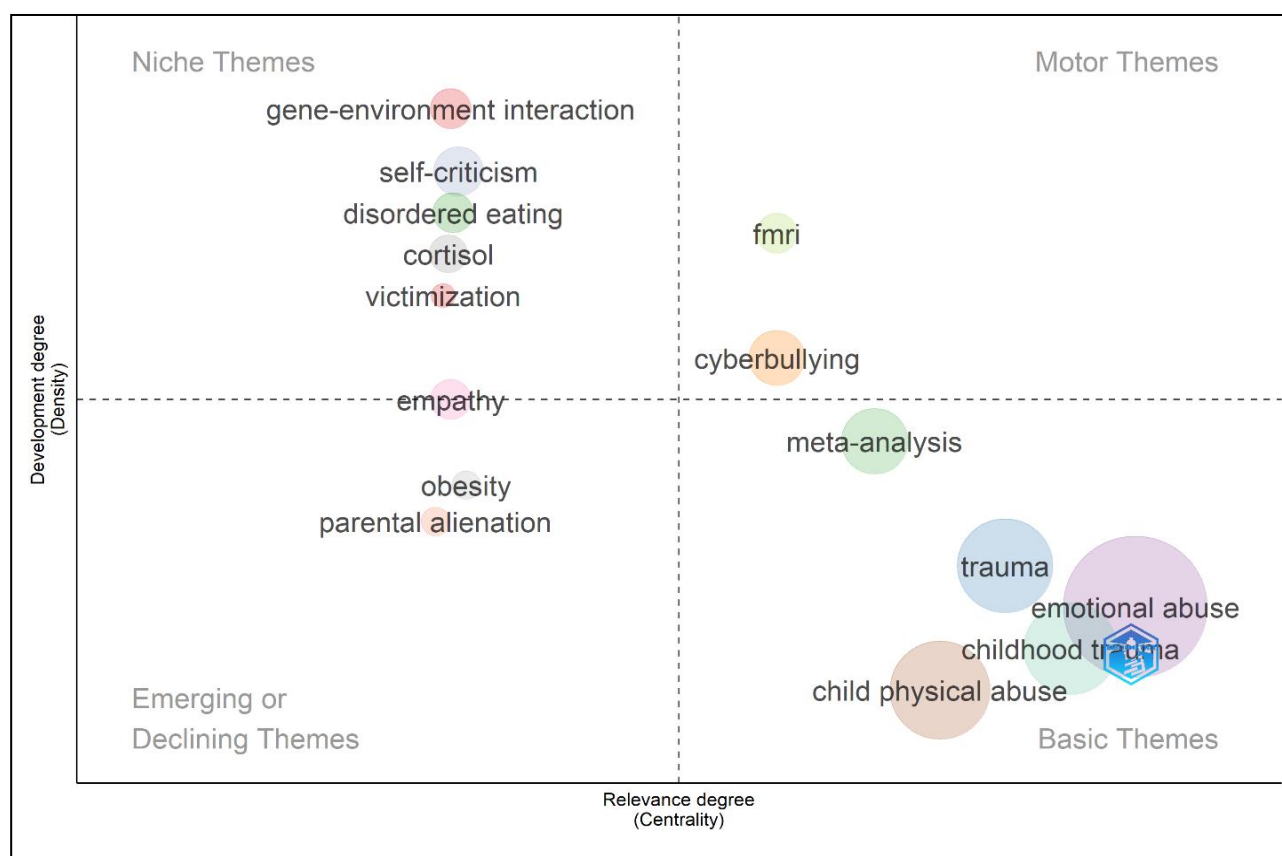 Niche Themes
Motor Themes
gene-environment interaction
self-criticism
disordered eating
cortisol
victimization
fmri
cyberbullying
empathy
meta-analysis
obesity
parental alienation
trauma
emotional abuse
childhood trauma
child physical abuse
Emerging or
Declining Themes
Basic Themes
Development degree
(Density)
Relevance degree
(Centrality)